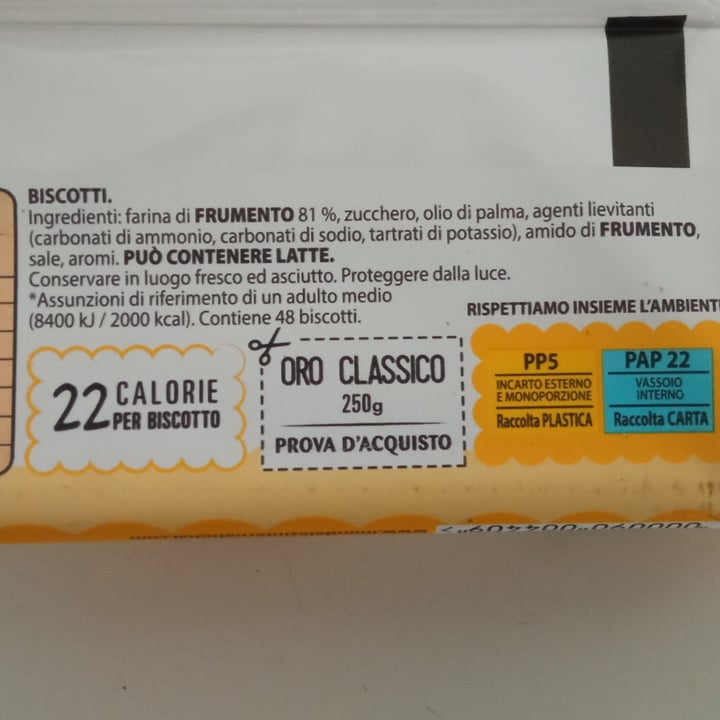 BISCOTTI.
Ingredienti: farina di FRUMENTO 81 %, zucchero, olio di palma, agenti lievitanti
(carbonati di ammonio, carbonati di sodio, tartrati di potassio), amido di FRUMENTO,
sale, aromi. PUÒ CONTENERE LATTE.
Conservare in luogo fresco ed asciutto. Proteggere dalla luce.
*Assunzioni di riferimento di un adulto medio
(8400 kJ / 2000 kcal). Contiene 48 biscotti.
RISPETTIAMO INSIEME L'AMBIENT
22 CALORIE
PER BISCOTTO
ORO CLASSICO
250g
PROVA D'ACQUISTO
PP5
INCARTO ESTERNO
E MONOPORZIONE
Raccolta PLASTICA
PAP 22
VASSOIO
INTERNO
Raccolta CARTA